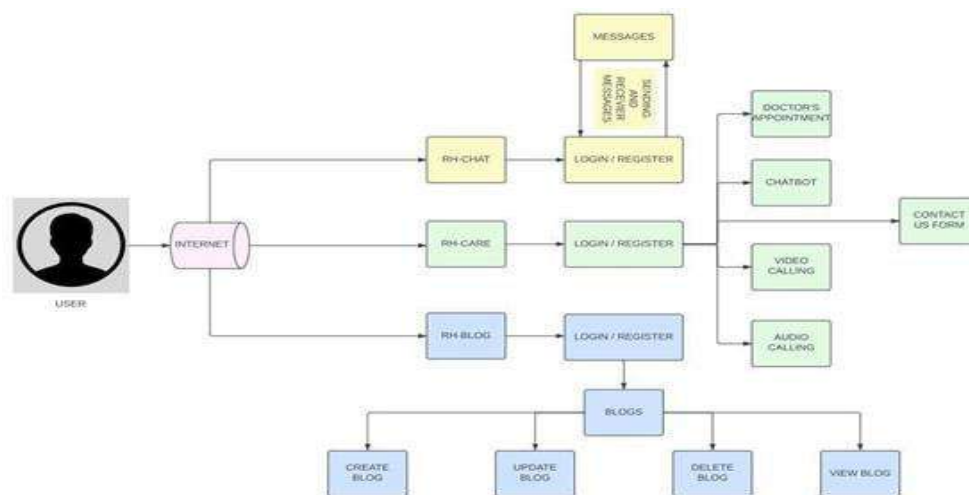 MESSAGES
SENDING
AND
RECEVIER
MESSAGES
DOCTOR'S
APPOINTMENT
RH-CHAT
LOGIN / REGISTER
CHATBOT
CONTACT
US FORM
INTERNET
RH-CARE
LOGIN / REGISTER
VIDEO
CALLING
USER
RH-BLOG
LOGIN / REGISTER
AUDIO
CALLING
BLOGS
CREATE
BLOG
UPDATE
BLOG
DELETE
BLOG
VIEW BLOG